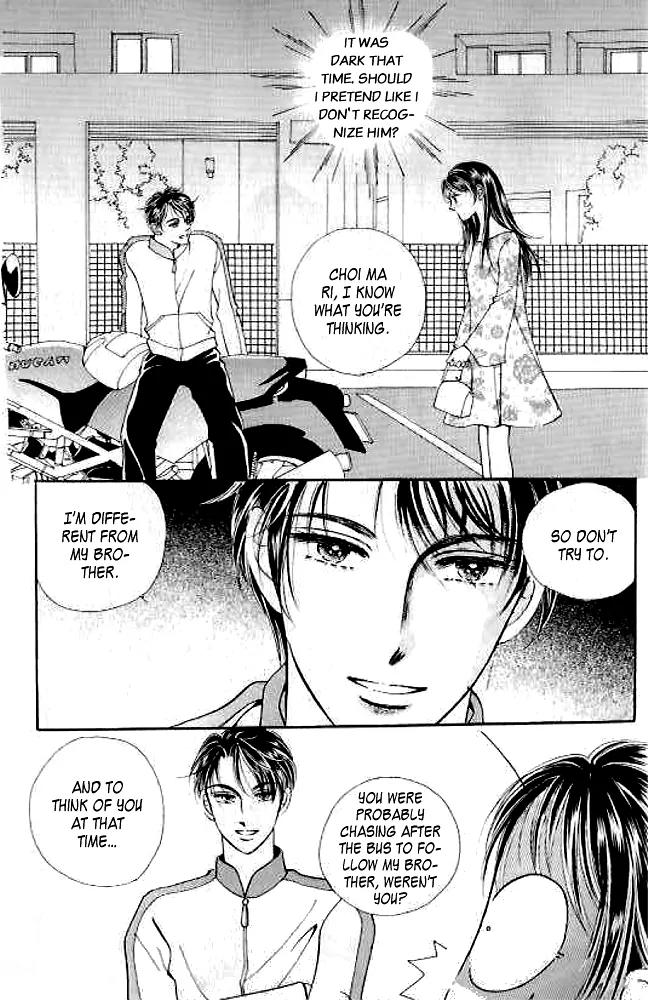 IT WAS
DARK THAT
TIME. SHOULD
I PRETEND LIKE I
DON'T RECOG-
NIZE HIM?
CHOI MA
RI, I KNOW
WHAT YOU'RE
THINKING.
DUCATI
I'M DIFFE-
RENT FROM
MY BRO-
THER.
SO DON'T
TRY TO.
AND TO
THINK OF YOU
AT THAT
TIME...
YOU WERE
PROBABLY
CHASING AFTER
THE BUS TO FO-
LLOW MY BRO-
THER, WEREN'T
YOU?